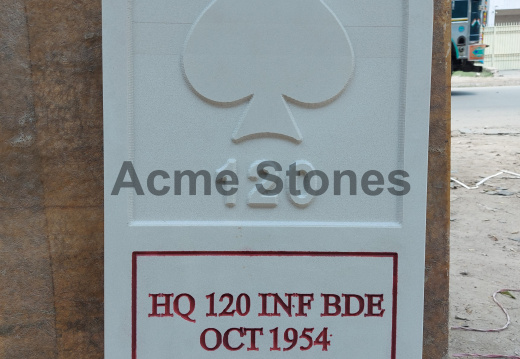 120
Acme Stones
HQ 120 INF BDE
OCT 1954